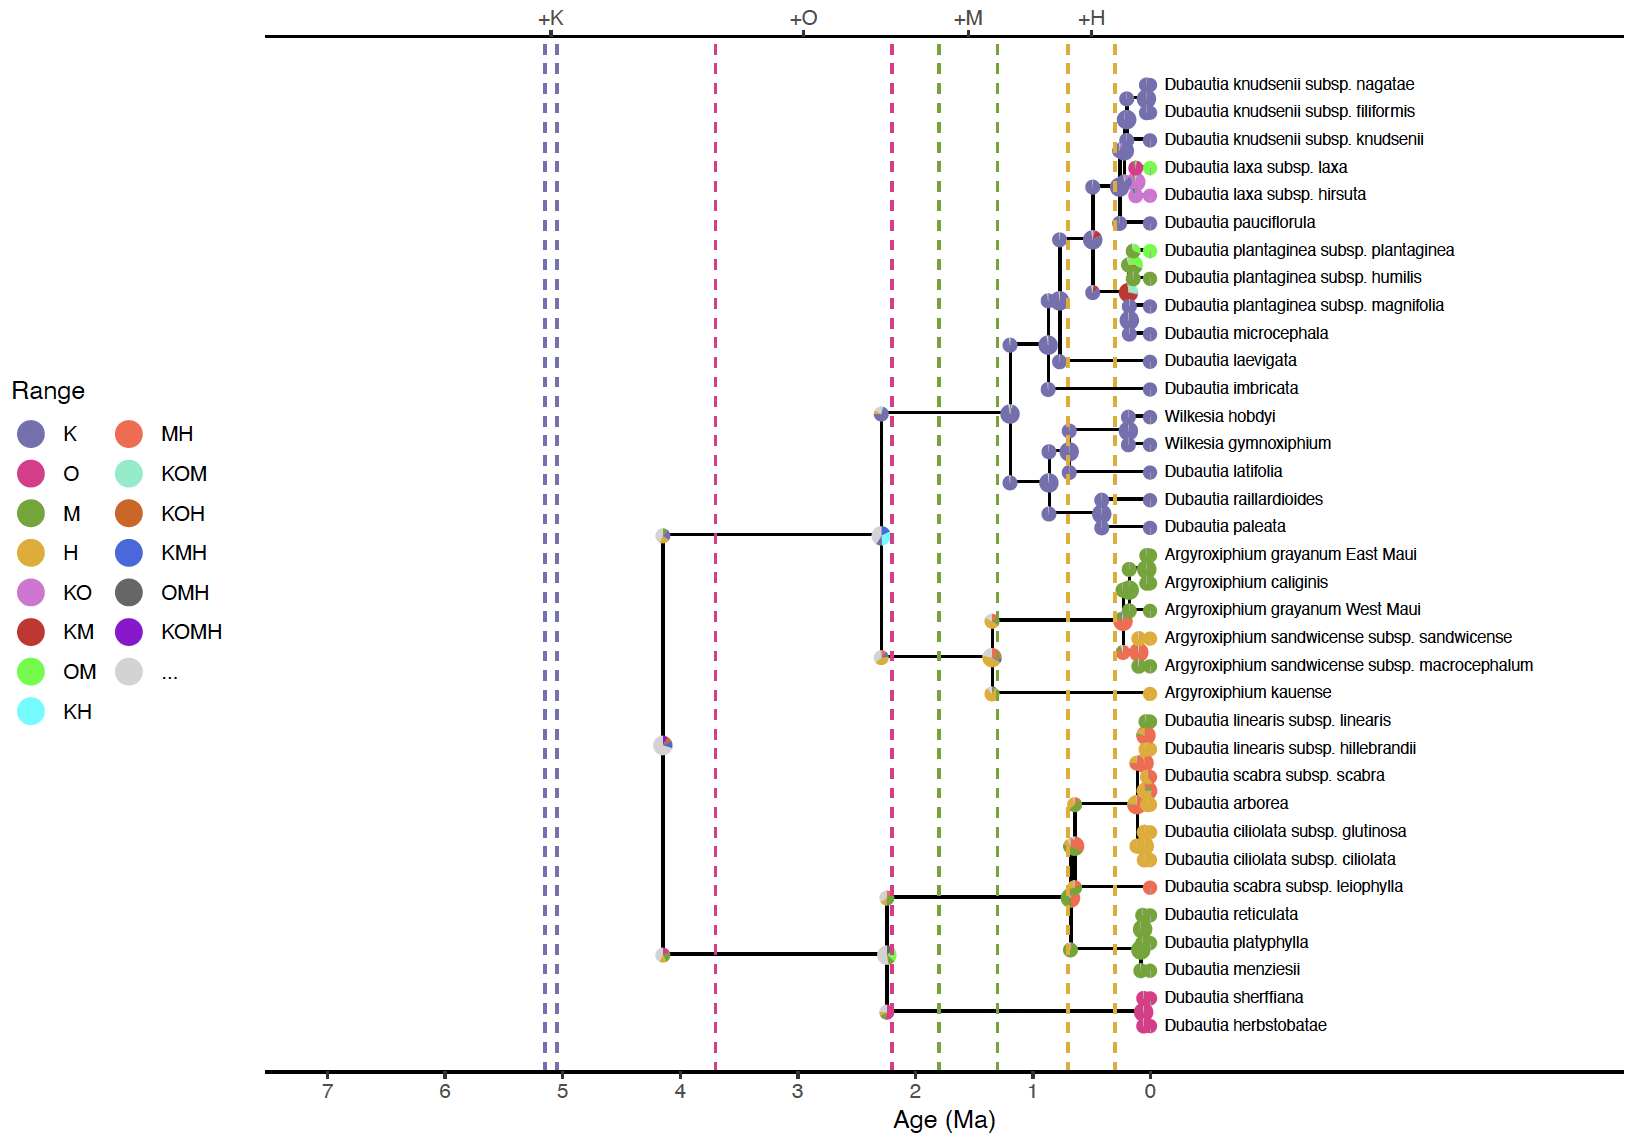 +K +O +M +H
Dubautia knudsenii subsp. nagatae
Dubautia knudsenii subsp. filiformis
Dubautia knudsenii subsp. knudsenii
Dubautia laxa subsp. laxa
Dubautia laxa subsp. hirsuta
Dubautia pauciflorula
Dubautia plantaginea subsp. plantaginea
Dubautia plantaginea subsp. humilis
Dubautia plantaginea subsp. magnifolia
Dubautia microcephala
Dubautia laevigata
Dubautia imbricata
Wilkesia hobdyi
Wilkesia gymnoxiphium
Dubautia latifolia
Dubautia raillardioides
Dubautia paleata
Argyroxiphium grayanum East Maui
Argyroxiphium caliginis
Argyroxiphium grayanum West Maui
Argyroxiphium sandwicense subsp. sandwicense
Argyroxiphium sandwicense subsp. macrocephalum
Argyroxiphium kauense
Dubautia linearis subsp. linearis
Dubautia linearis subsp. hillebrandii
Dubautia scabra subsp. scabra
Dubautia arborea
Dubautia ciliolata subsp. glutinosa
Dubautia ciliolata subsp. ciliolata
Dubautia scabra subsp. leiophylla
Dubautia reticulata
Dubautia platyphylla
Dubautia menziesii
Dubautia sherffiana
Dubautia herbstobatae
Range
K MH
O KOM
M KOH
H KMH
KO OMH
KM KOMH
OM ...
KH
7 6 5 4 3 2 1 0
Age (Ma)